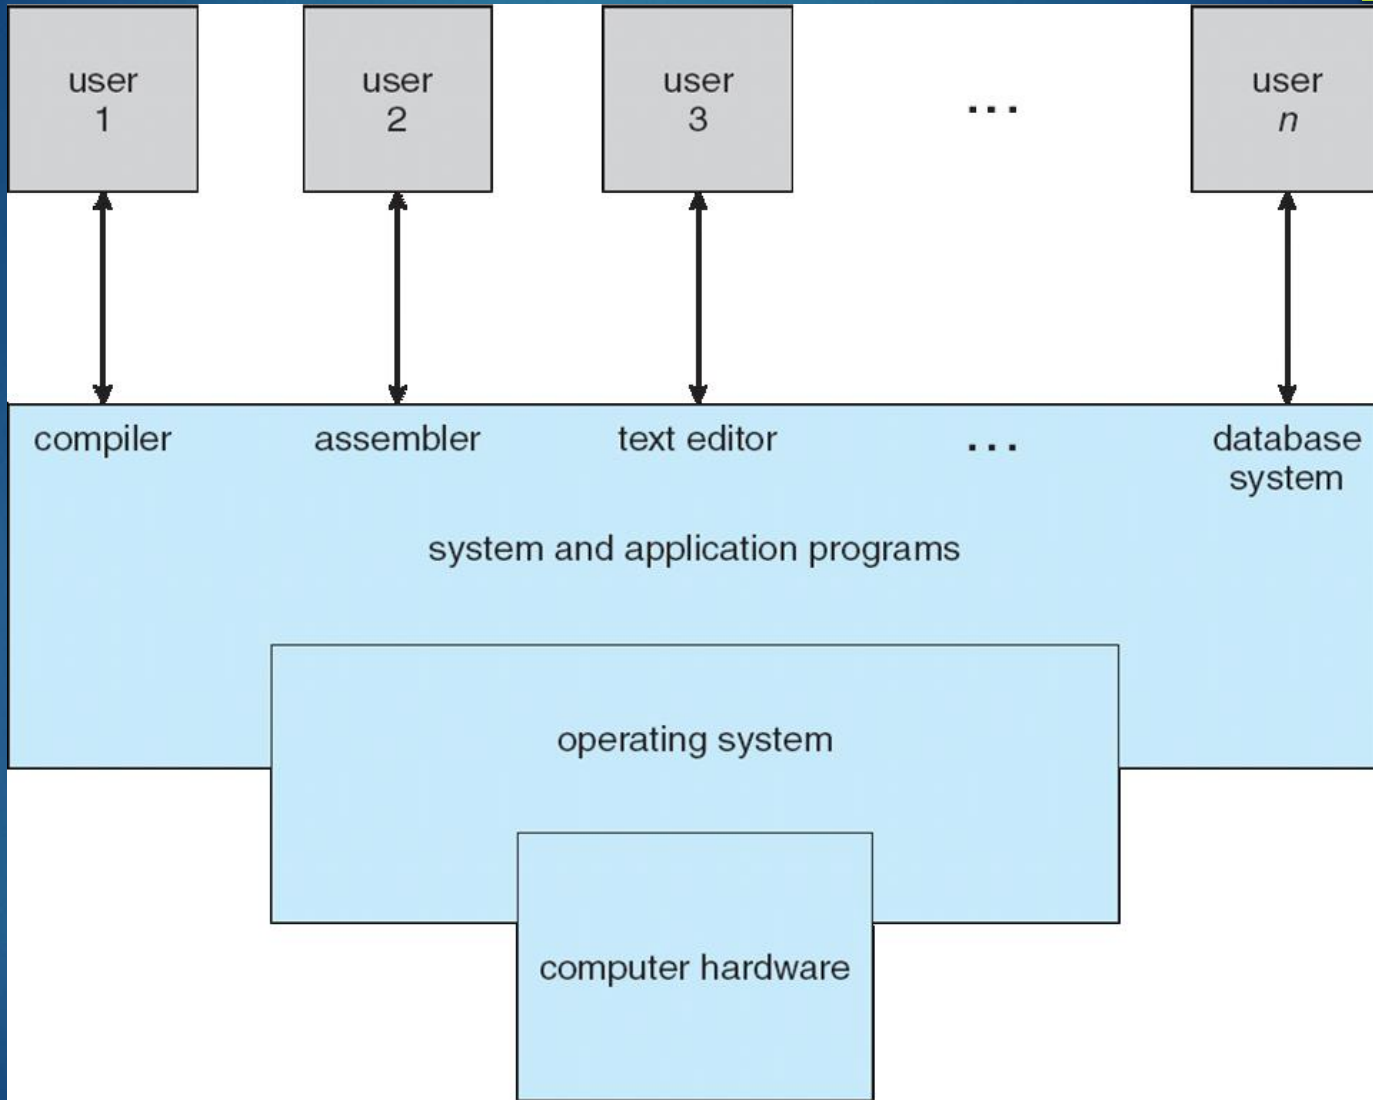 user
1
user
2
user
3
...
user
n
compiler
assembler
text editor
...
database
system
system and application programs
operating system
computer hardware